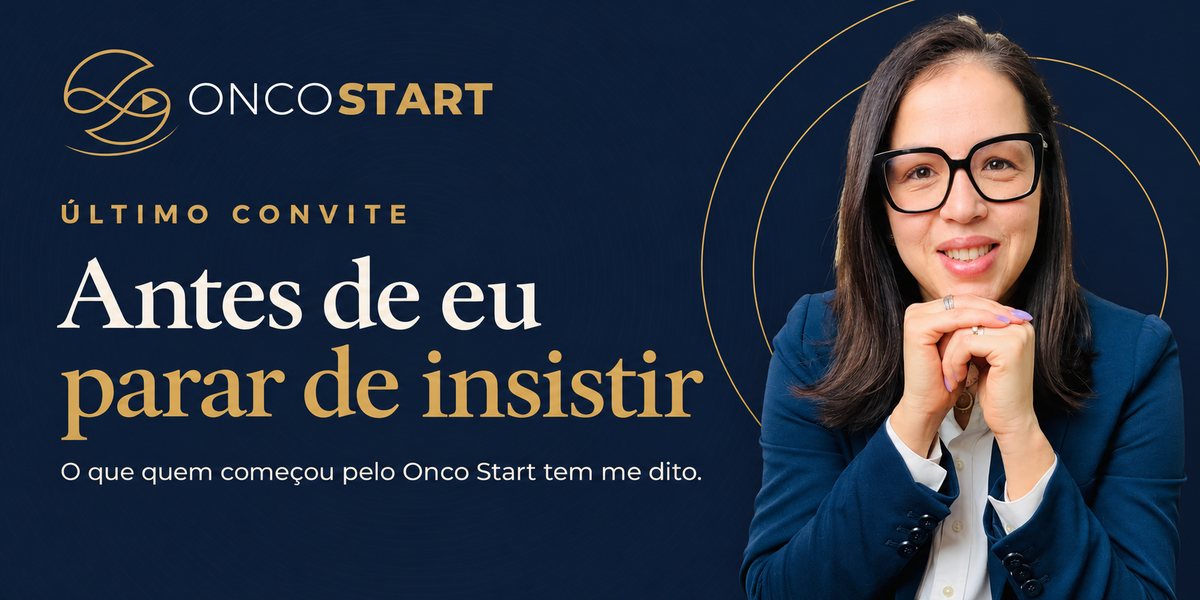 ONCOSTART
ÚLTIMO CONVITE
Antes de eu
parar de insistir
O que quem começou pelo Onco Start tem me dito.